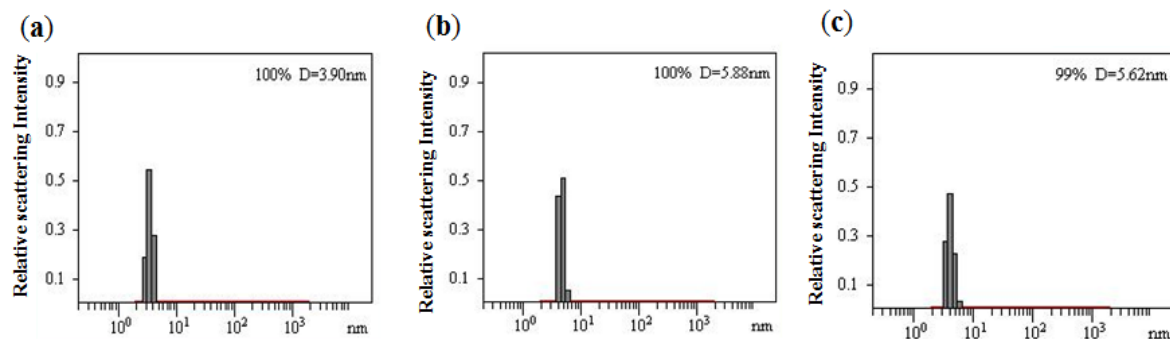 (a)
Relative scattering Intensity
100% D=3.90nm
0.9
0.7
0.5
0.3
0.1
10⁰ 10¹ 10² 10³ nm
(b)
Relative scattering Intensity
100% D=5.88nm
0.9
0.7
0.5
0.3
0.1
10⁰ 10¹ 10² 10³ nm
(c)
Relative scattering Intensity
99% D=5.62nm
0.9
0.7
0.5
0.3
0.1
10⁰ 10¹ 10² 10³ nm